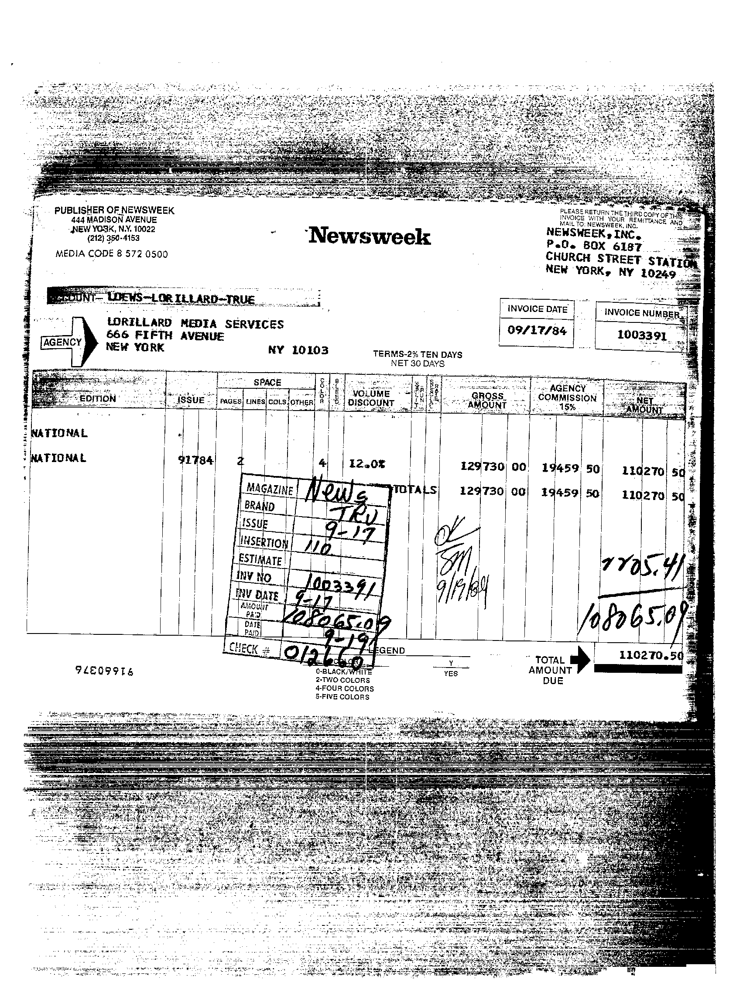 PUBLISHER OF NEWSWEEK
444 MADISON AVENUE
NEW YORK, N.Y. 10022
(212) 350-4153
MEDIA CODE 8 572 0500
Newsweek
PLEASE RETURN THE THIRD COPY OF THIS
INVOICE WITH YOUR REMITTANCE AND
MAIL TO: NEWSWEEK, INC.
NEWSWEEK, INC.
P.O. BOX 6187
CHURCH STREET STATION
NEW YORK, NY 10249
ACCOUNT- LOEWS-LORILLARD-TRUE
AGENCY
LORILLARD MEDIA SERVICES
666 FIFTH AVENUE
NEW YORK NY 10103
TERMS-2% TEN DAYS
NET 30 DAYS
INVOICE DATE INVOICE NUMBER
09/17/84 1003391
EDITION ISSUE SPACE PAGES LINES COLS. OTHER VOLUME DISCOUNT GROSS AMOUNT AGENCY COMMISSION 15% NET AMOUNT
NATIONAL
NATIONAL 91784 2 4 12.0% 129730 00 19459 50 110270 50
TOTALS 129730 00 19459 50 110270 50
MAGAZINE News
BRAND TRU
ISSUE 9-17
INSERTION 110
ESTIMATE
INV NO 1003391
INV DATE 9-17
AMOUNT PAID 108065.09
DATE PAID 9-19
CHECK # 012660
OK
SM
9/19/84
2205.41
108065.09
LEGEND
0-BLACK/WHITE
2-TWO COLORS
4-FOUR COLORS
5-FIVE COLORS
Y
YES
TOTAL AMOUNT DUE 110270.50
91660376